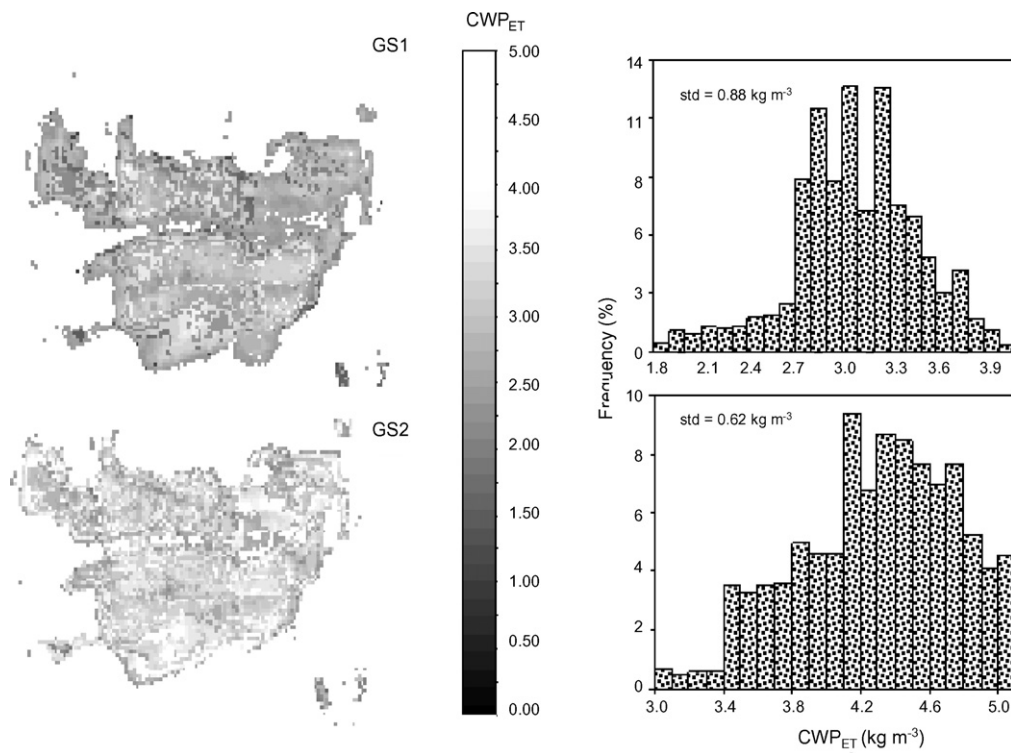 GS1
CWP_ET
5.00
4.50
4.00
3.50
3.00
2.50
2.00
1.50
1.00
0.50
0.00
GS2
Frequency (%)
14
11
9
6
3
0
std = 0.88 kg m⁻³
1.8 2.1 2.4 2.7 3.0 3.3 3.6 3.9
10
8
6
4
2
0
std = 0.62 kg m⁻³
3.0 3.4 3.8 4.2 4.6 5.0
CWP_ET (kg m⁻³)